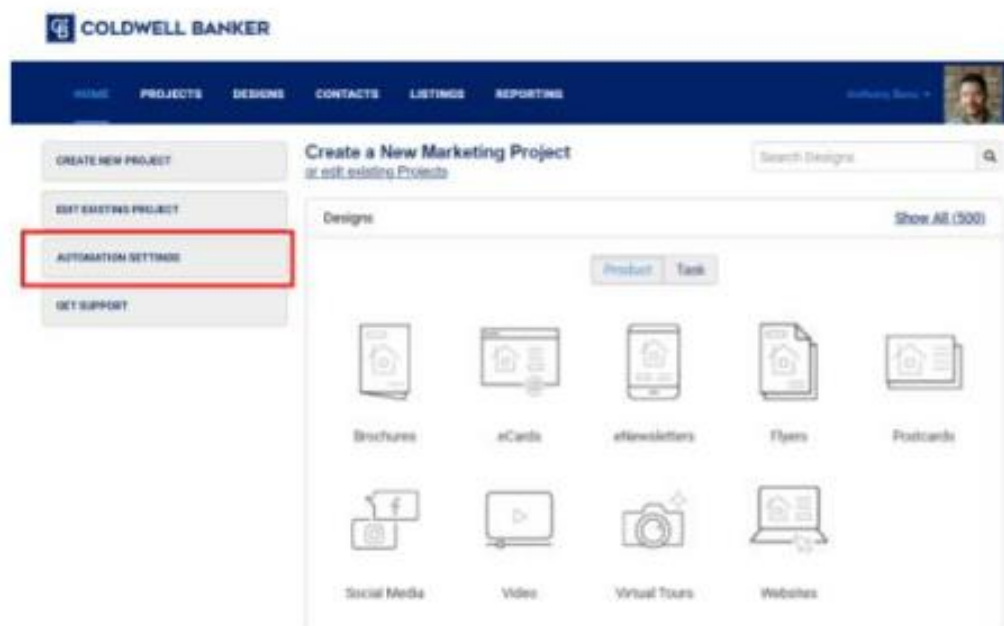 COLDWELL BANKER
HOME PROJECTS DESIGNS CONTACTS LISTINGS REPORTING
CREATE NEW PROJECT
EDIT EXISTING PROJECT
AUTOMATION SETTINGS
GET SUPPORT
Create a New Marketing Project
or edit existing Projects
Search Designs
Designs
Show All (500)
Product Task
Brochures eCards eNewsletters Flyers Postcards
Social Media Video Virtual Tours Websites